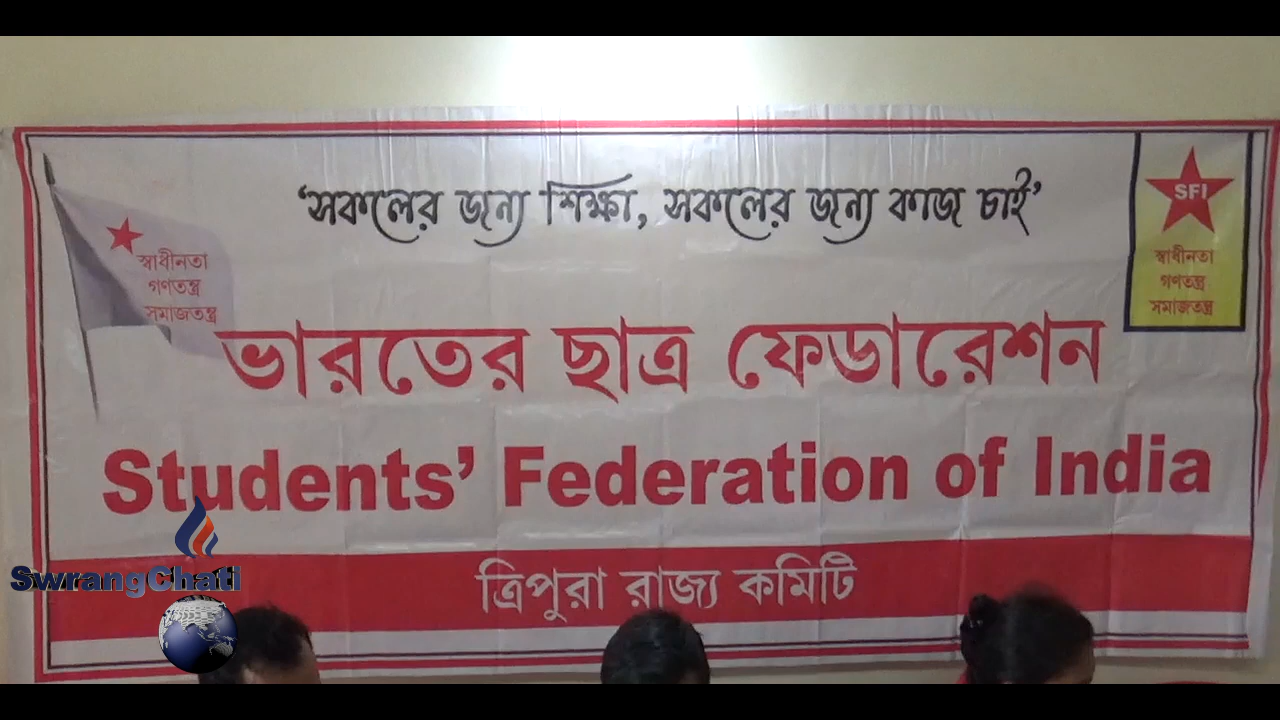 ‘সকলের জন্য শিক্ষা, সকলের জন্য কাজ চাই’
SFI
স্বাধীনতা
গণতন্ত্র
সমাজতন্ত্র
স্বাধীনতা
গণতন্ত্র
সমাজতন্ত্র
ভারতের ছাত্র ফেডারেশন
Students’ Federation of India
ত্রিপুরা রাজ্য কমিটি
SwrangChati